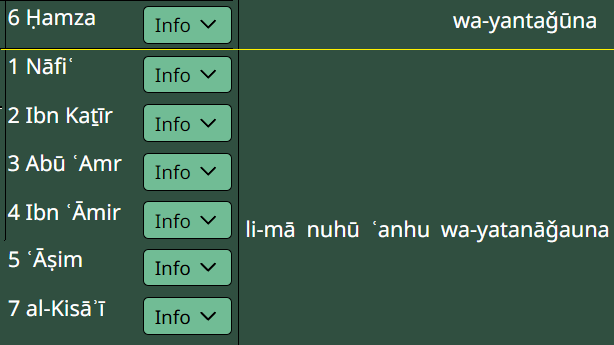 6 Ḥamza Info wa-yantaǧūna
1 Nāfiʿ Info
2 Ibn Kaṯīr Info
3 Abū ʿAmr Info
4 Ibn ʿĀmir Info li-mā nuhū ʿanhu wa-yatanāǧauna
5 ʿĀṣim Info
7 al-Kisāʾī Info